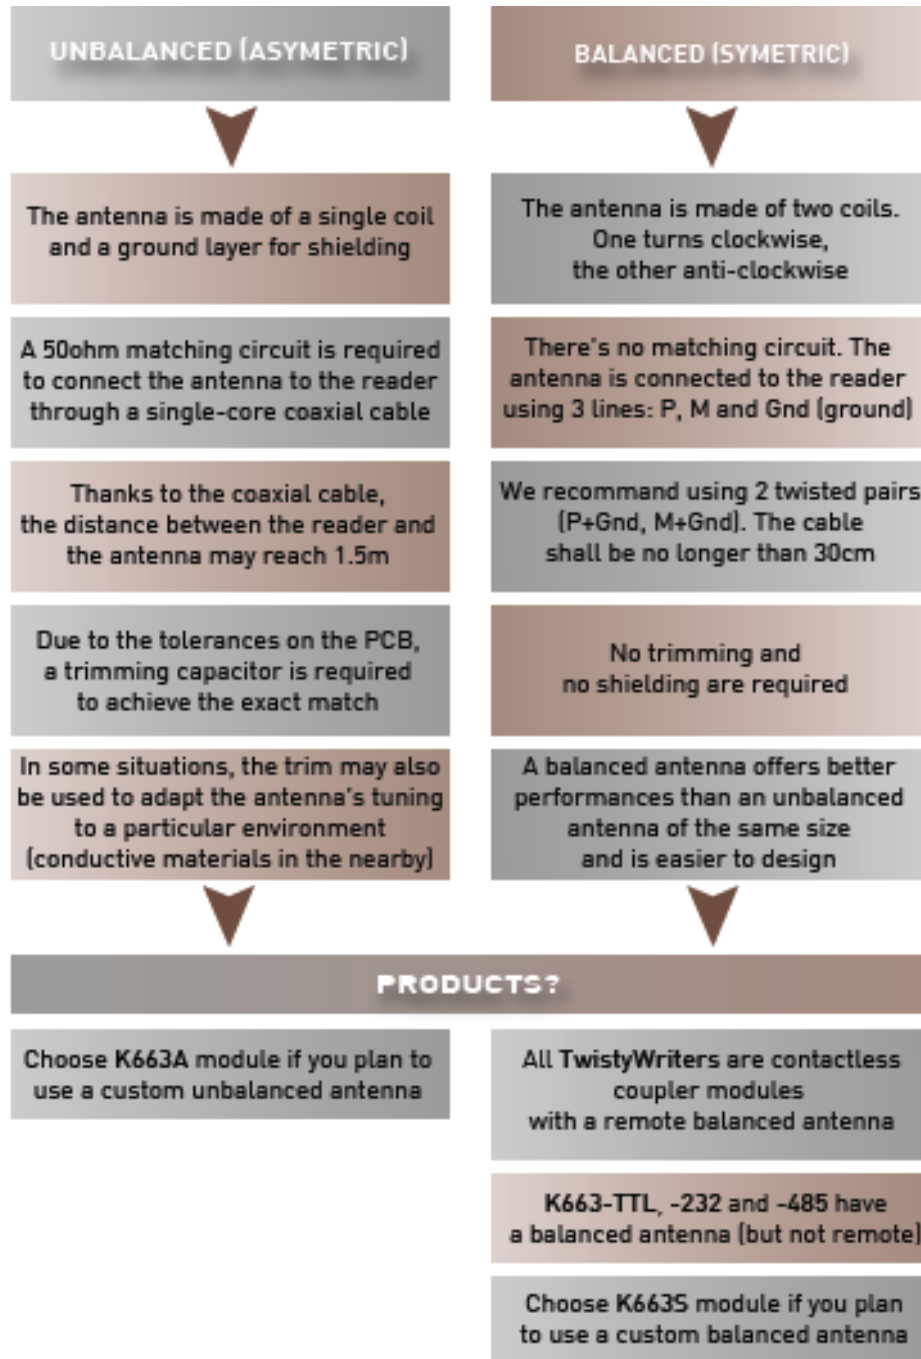 UNBALANCED (ASYMETRIC)
The antenna is made of a single coil
and a ground layer for shielding
A 50ohm matching circuit is required
to connect the antenna to the reader
through a single-core coaxial cable
Thanks to the coaxial cable,
the distance between the reader and
the antenna may reach 1.5m
Due to the tolerances on the PCB,
a trimming capacitor is required
to achieve the exact match
In some situations, the trim may also
be used to adapt the antenna's tuning
to a particular environment
(conductive materials in the nearby)
BALANCED (SYMETRIC)
The antenna is made of two coils.
One turns clockwise,
the other anti-clockwise
There's no matching circuit. The
antenna is connected to the reader
using 3 lines: P, M and Gnd (ground)
We recommand using 2 twisted pairs
(P+Gnd, M+Gnd). The cable
shall be no longer than 30cm
No trimming and
no shielding are required
A balanced antenna offers better
performances than an unbalanced
antenna of the same size
and is easier to design
PRODUCTS?
Choose K663A module if you plan to
use a custom unbalanced antenna
All TwistyWriters are contactless
coupler modules
with a remote balanced antenna
K663-TTL, -232 and -485 have
a balanced antenna (but not remote)
Choose K663S module if you plan
to use a custom balanced antenna